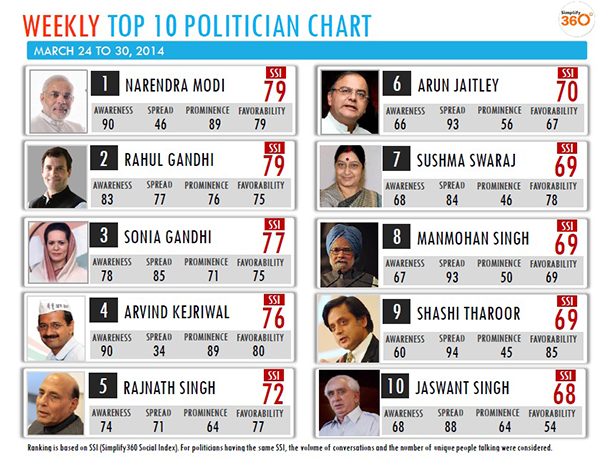 WEEKLY TOP 10 POLITICIAN CHART
Simplify 360°
MARCH 24 TO 30, 2014
1 NARENDRA MODI SSI 79
AWARENESS SPREAD PROMINENCE FAVORABILITY
90 46 89 79
2 RAHUL GANDHI SSI 79
AWARENESS SPREAD PROMINENCE FAVORABILITY
83 77 76 75
3 SONIA GANDHI SSI 77
AWARENESS SPREAD PROMINENCE FAVORABILITY
78 85 71 75
4 ARVIND KEJRIWAL SSI 76
AWARENESS SPREAD PROMINENCE FAVORABILITY
90 34 89 80
5 RAJNATH SINGH SSI 72
AWARENESS SPREAD PROMINENCE FAVORABILITY
74 71 64 77
6 ARUN JAITLEY SSI 70
AWARENESS SPREAD PROMINENCE FAVORABILITY
66 93 56 67
7 SUSHMA SWARAJ SSI 69
AWARENESS SPREAD PROMINENCE FAVORABILITY
68 84 46 78
8 MANMOHAN SINGH SSI 69
AWARENESS SPREAD PROMINENCE FAVORABILITY
67 93 50 69
9 SHASHI THAROOR SSI 69
AWARENESS SPREAD PROMINENCE FAVORABILITY
60 94 45 85
10 JASWANT SINGH SSI 68
AWARENESS SPREAD PROMINENCE FAVORABILITY
68 88 64 54
Ranking is based on SSI (Simplify360 Social Index). For politicians having the same SSI, the volume of conversations and the number of unique people talking were considered.